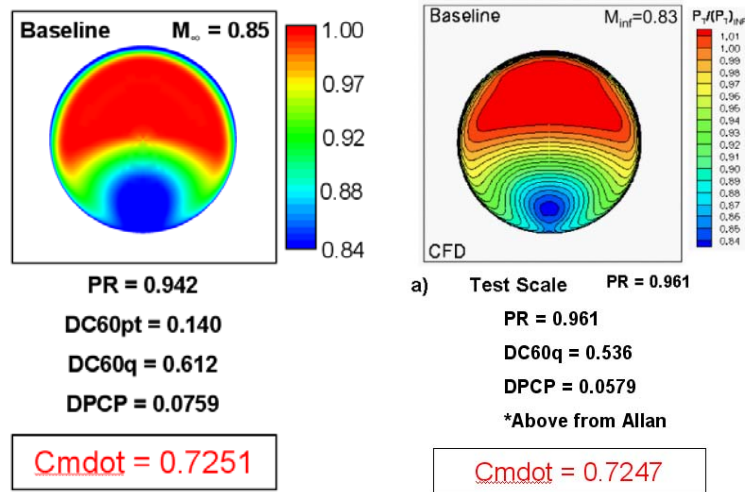 Baseline M∞ = 0.85
1.00
0.97
0.92
0.88
0.84
PR = 0.942
DC60pt = 0.140
DC60q = 0.612
DPCP = 0.0759
Cmdot = 0.7251
Baseline Minf=0.83
CFD
PT/(PT)INF
1.01
1.00
0.99
0.98
0.97
0.96
0.95
0.94
0.93
0.92
0.91
0.90
0.89
0.88
0.87
0.86
0.85
0.84
a) Test Scale PR = 0.961
PR = 0.961
DC60q = 0.536
DPCP = 0.0579
*Above from Allan
Cmdot = 0.7247